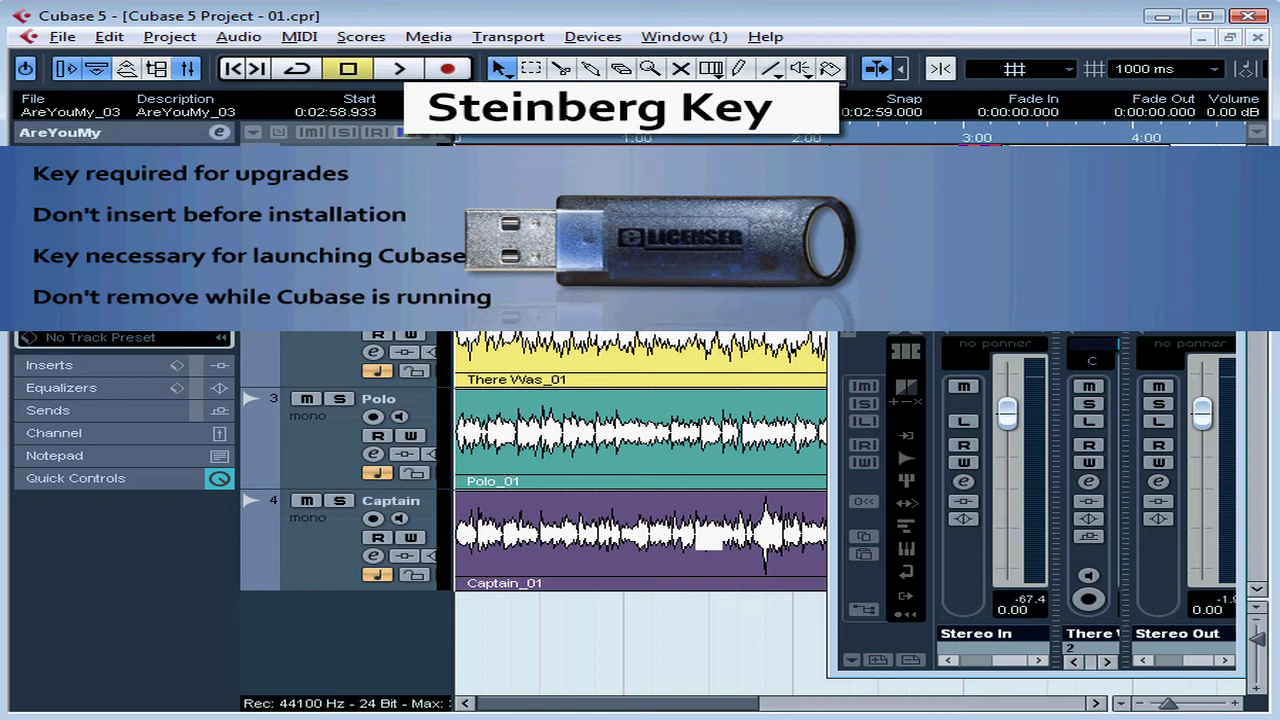 Cubase 5 - [Cubase 5 Project - 01.cpr]
File Edit Project Audio MIDI Scores Media Transport Devices Window (1) Help
1000 ms
File Description Start Snap Fade In Fade Out Volume
AreYouMy_03 AreYouMy_03 0:02:58.933 0:02:59.000 0:00:00.000 0:00:00.000 0.00 dB
Steinberg Key
AreYouMy
1:00 2:00 3:00 4:00
Key required for upgrades
Don't insert before installation
Key necessary for launching Cubase
Don't remove while Cubase is running
LICENSER
No Track Preset
R W
no panner no panner
Inserts
Equalizers
Sends
Channel
Notepad
Quick Controls
There Was_01
3 m S Polo
mono
R W
Polo_01
4 m S Captain
mono
R W
Captain_01
C
m m m
S S
L L L
R R R
W W W
-67.4
0.00 0.00
Stereo In Stereo Out
2
Rec: 44100 Hz - 24 Bit - Max: